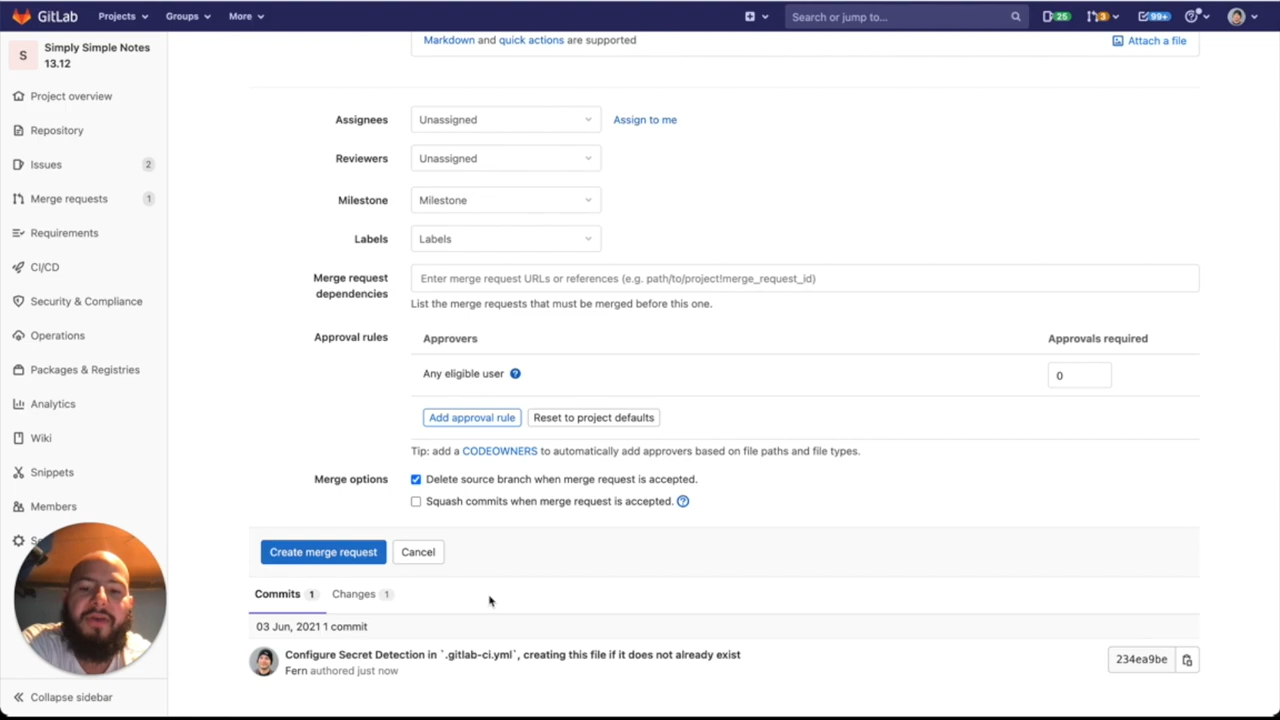 GitLab
Projects
Groups
More
Search or jump to...
25
3
99+
Simply Simple Notes
13.12
S
Project overview
Repository
Issues
2
Merge requests
1
Requirements
CI/CD
Security & Compliance
Operations
Packages & Registries
Analytics
Wiki
Snippets
Members
Collapse sidebar
Markdown and quick actions are supported
Attach a file
Assignees
Unassigned
Assign to me
Reviewers
Unassigned
Milestone
Milestone
Labels
Labels
Merge request
dependencies
Enter merge request URLs or references (e.g. path/to/project!merge_request_id)
List the merge requests that must be merged before this one.
Approval rules
Approvers
Approvals required
Any eligible user
0
Add approval rule
Reset to project defaults
Tip: add a CODEOWNERS to automatically add approvers based on file paths and file types.
Merge options
Delete source branch when merge request is accepted.
Squash commits when merge request is accepted.
Create merge request
Cancel
Commits 1
Changes 1
03 Jun, 2021 1 commit
Configure Secret Detection in `.gitlab-ci.yml`, creating this file if it does not already exist
Fern authored just now
234ea9be